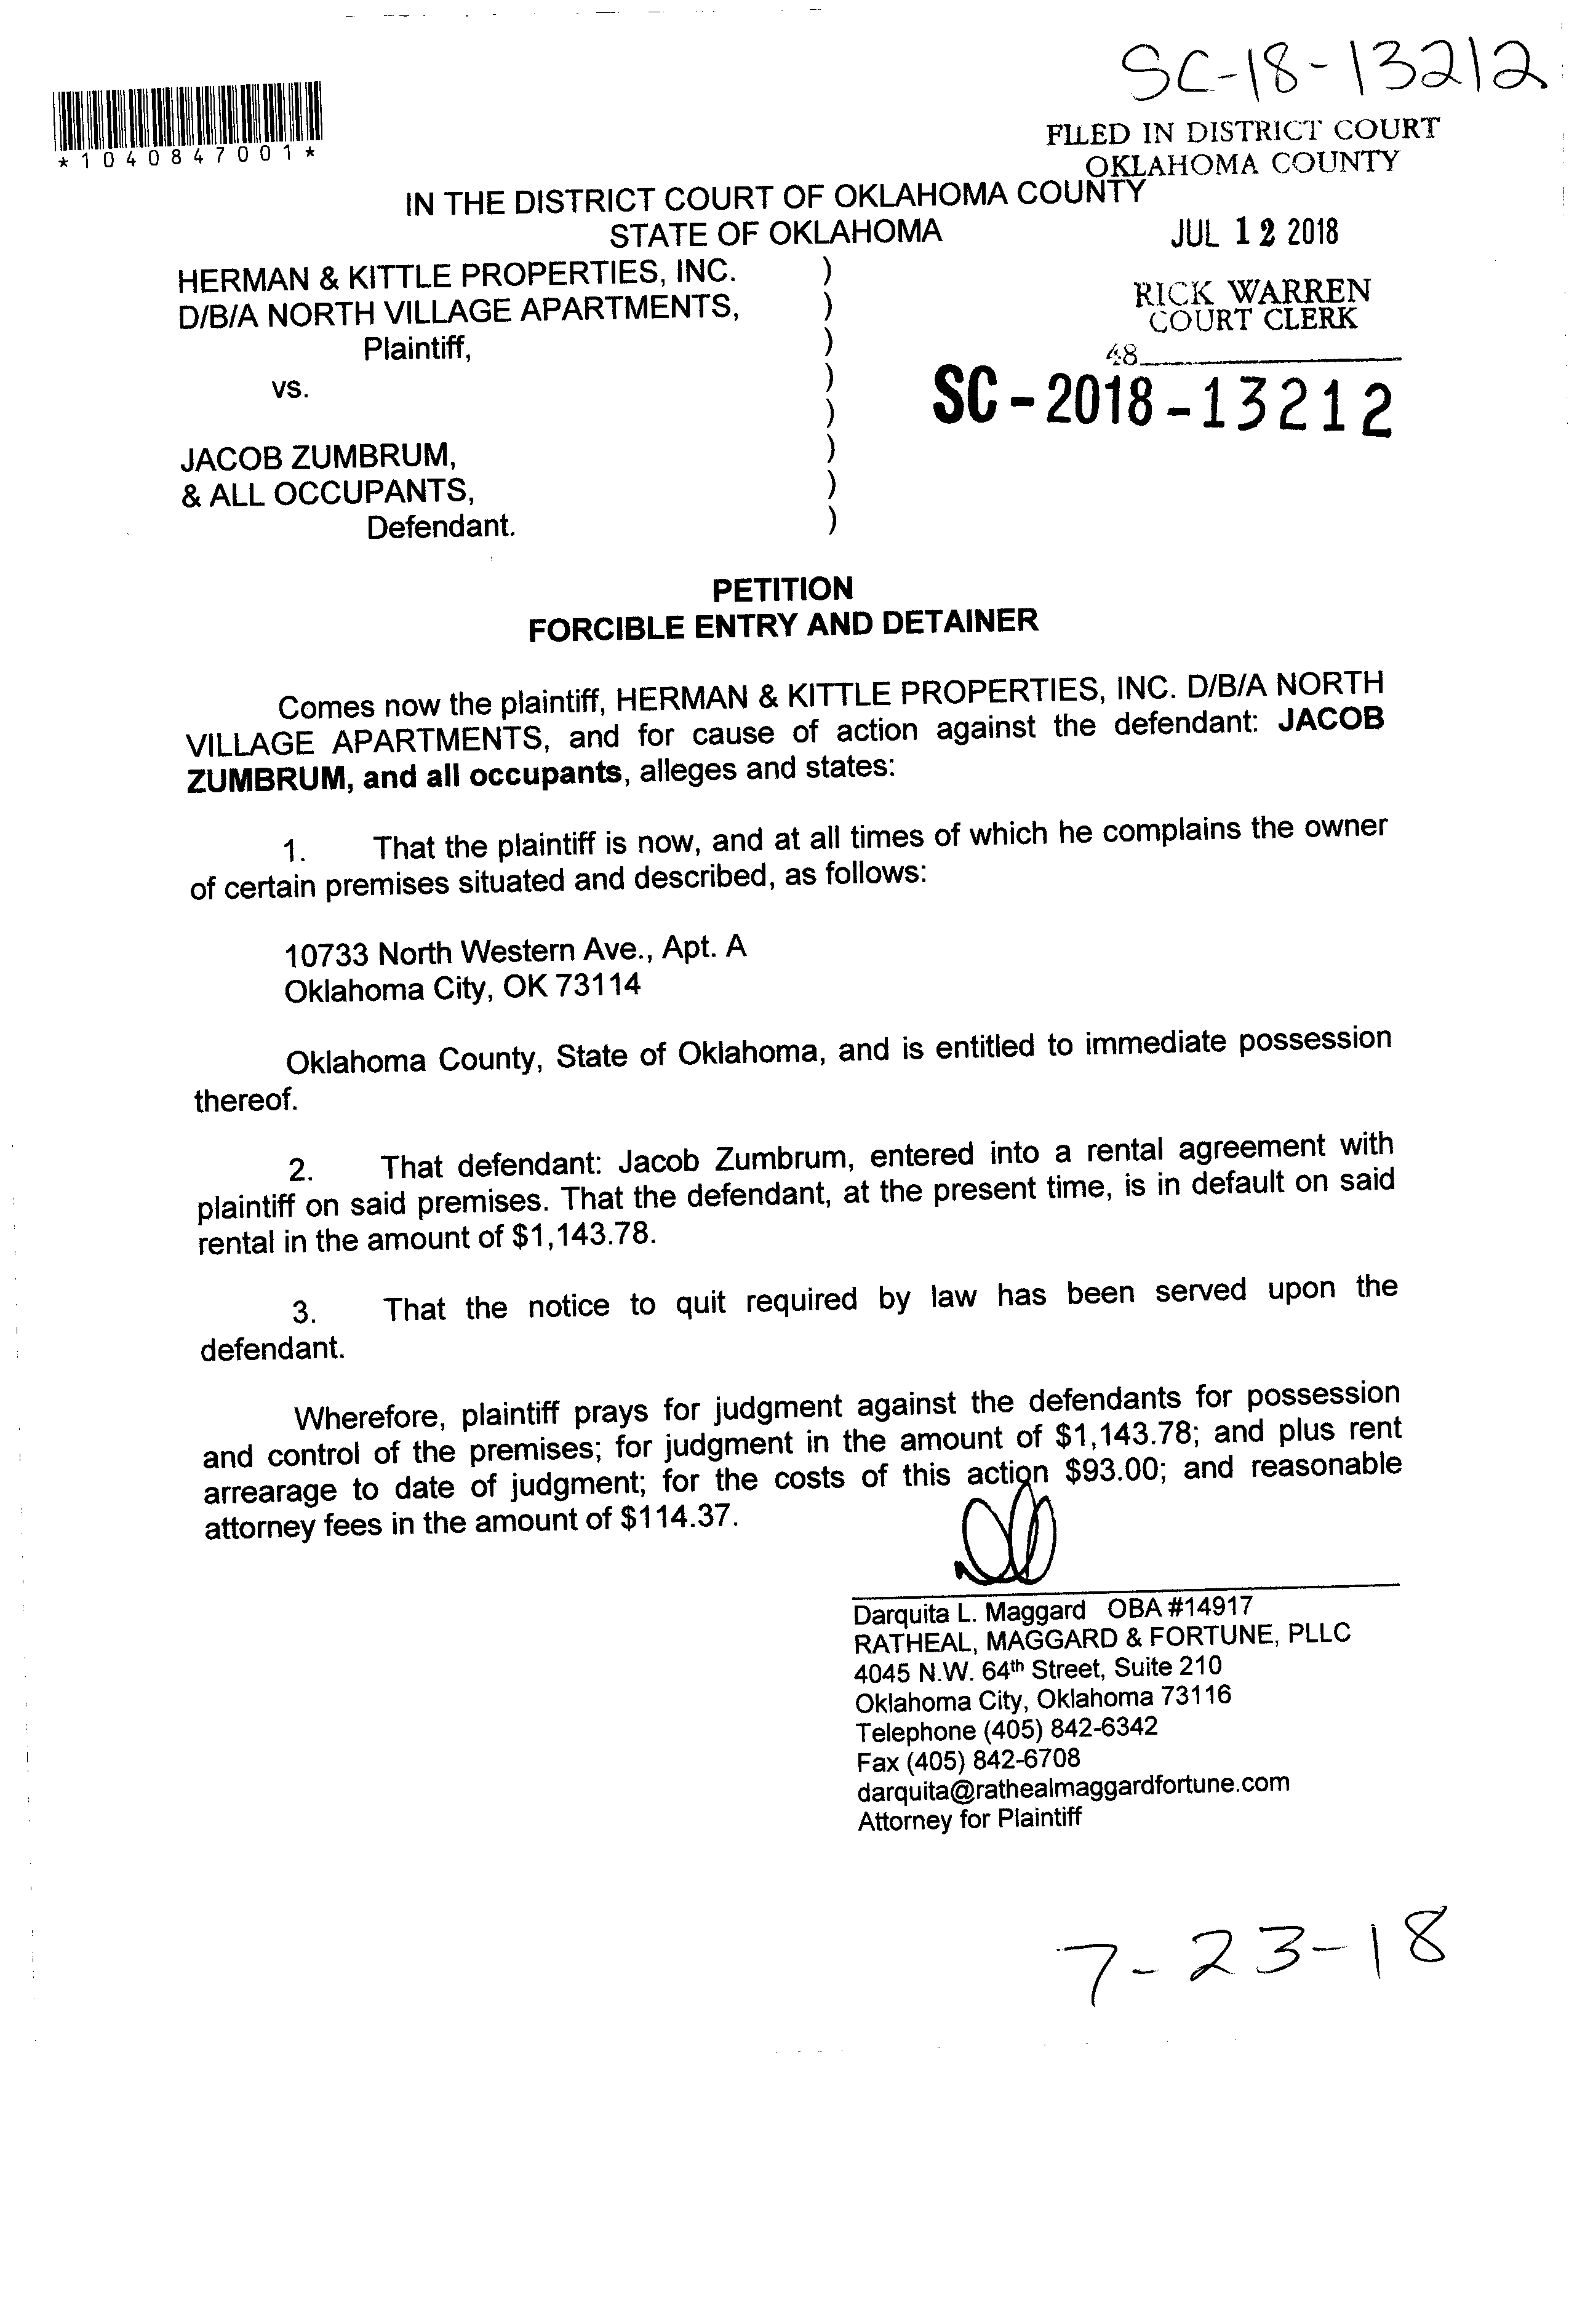 SC-18-13212
*1040847001*
FILED IN DISTRICT COURT
OKLAHOMA COUNTY
IN THE DISTRICT COURT OF OKLAHOMA COUNTY
STATE OF OKLAHOMA
JUL 12 2018
HERMAN & KITTLE PROPERTIES, INC. )
D/B/A NORTH VILLAGE APARTMENTS, )
Plaintiff, )
RICK WARREN
COURT CLERK
48
vs. )
SC-2018-13212
)
JACOB ZUMBRUM, )
& ALL OCCUPANTS, )
Defendant. )
PETITION
FORCIBLE ENTRY AND DETAINER
Comes now the plaintiff, HERMAN & KITTLE PROPERTIES, INC. D/B/A NORTH
VILLAGE APARTMENTS, and for cause of action against the defendant: JACOB
ZUMBRUM, and all occupants, alleges and states:
1. That the plaintiff is now, and at all times of which he complains the owner
of certain premises situated and described, as follows:
10733 North Western Ave., Apt. A
Oklahoma City, OK 73114
Oklahoma County, State of Oklahoma, and is entitled to immediate possession
thereof.
2. That defendant: Jacob Zumbrum, entered into a rental agreement with
plaintiff on said premises. That the defendant, at the present time, is in default on said
rental in the amount of $1,143.78.
3. That the notice to quit required by law has been served upon the
defendant.
Wherefore, plaintiff prays for judgment against the defendants for possession
and control of the premises; for judgment in the amount of $1,143.78; and plus rent
arrearage to date of judgment; for the costs of this action $93.00; and reasonable
attorney fees in the amount of $114.37.
Darquita L. Maggard OBA #14917
RATHEAL, MAGGARD & FORTUNE, PLLC
4045 N.W. 64th Street, Suite 210
Oklahoma City, Oklahoma 73116
Telephone (405) 842-6342
Fax (405) 842-6708
darquita@rathealmaggardfortune.com
Attorney for Plaintiff
7-23-18